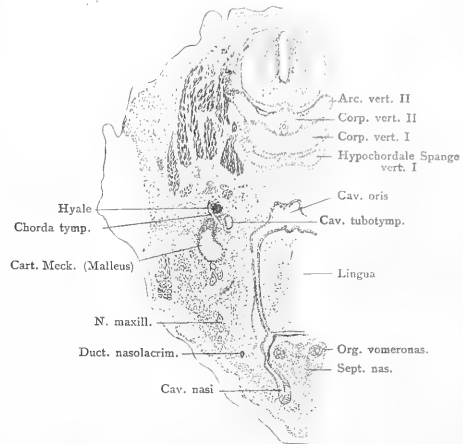 Arc. vert. II
Corp. vert. II
Corp. vert. I
Hypochordale Spange
vert. I
Cav. oris
Hyale
Chorda tymp.
Cav. tubotymp.
Cart. Meck. (Malleus)
Lingua
N. maxill.
Duct. nasolacrim.
Org. vomeronas.
Sept. nas.
Cav. nasi